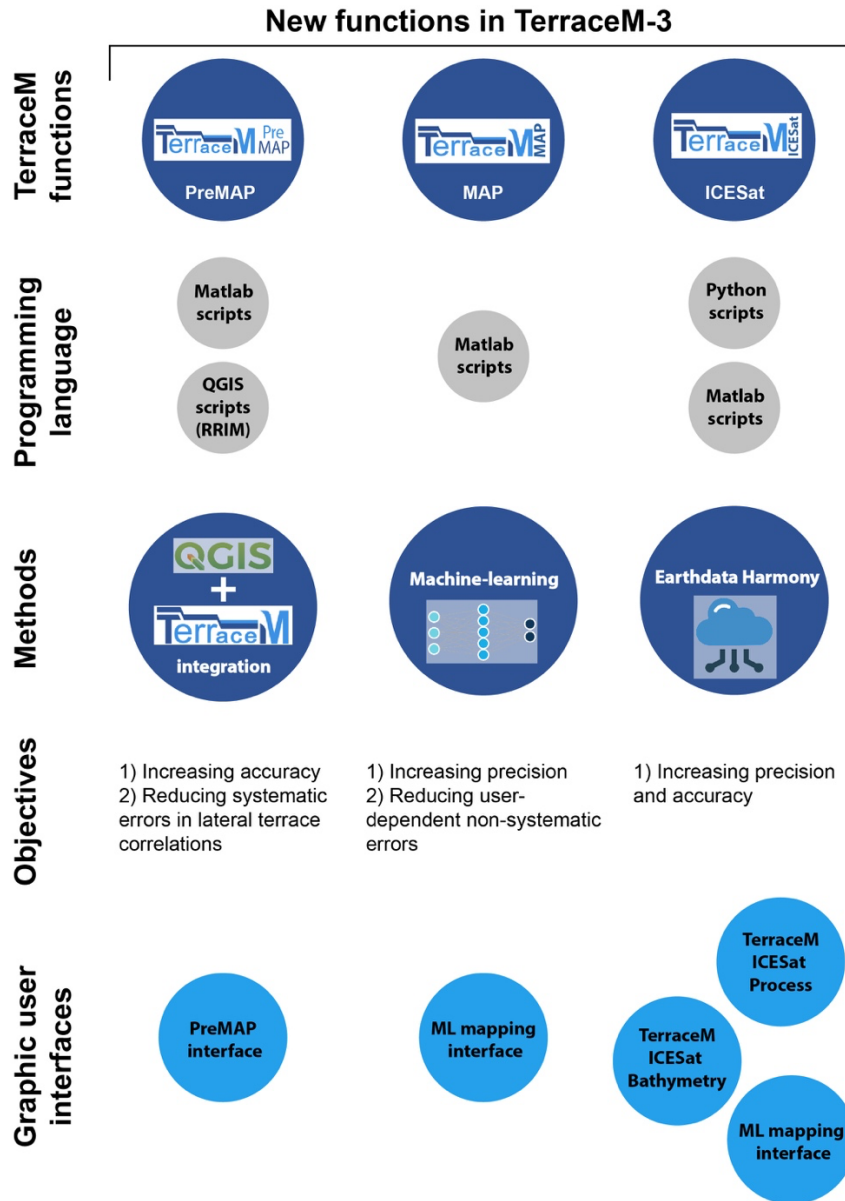 New functions in TerraceM-3
TerraceM
functions
TerraceM Pre
MAP
PreMAP
TerraceM MAP
MAP
TerraceM ICESat
ICESat
Programming
language
Matlab
scripts
QGIS
scripts
(RRIM)
Matlab
scripts
Python
scripts
Matlab
scripts
Methods
QGIS
+
TerraceM
integration
Machine-learning
Earthdata Harmony
Objectives
1) Increasing accuracy
2) Reducing systematic
errors in lateral terrace
correlations
1) Increasing precision
2) Reducing user-
dependent non-systematic
errors
1) Increasing precision
and accuracy
Graphic user
interfaces
PreMAP
interface
ML mapping
interface
TerraceM
ICESat
Process
TerraceM
ICESat
Bathymetry
ML mapping
interface